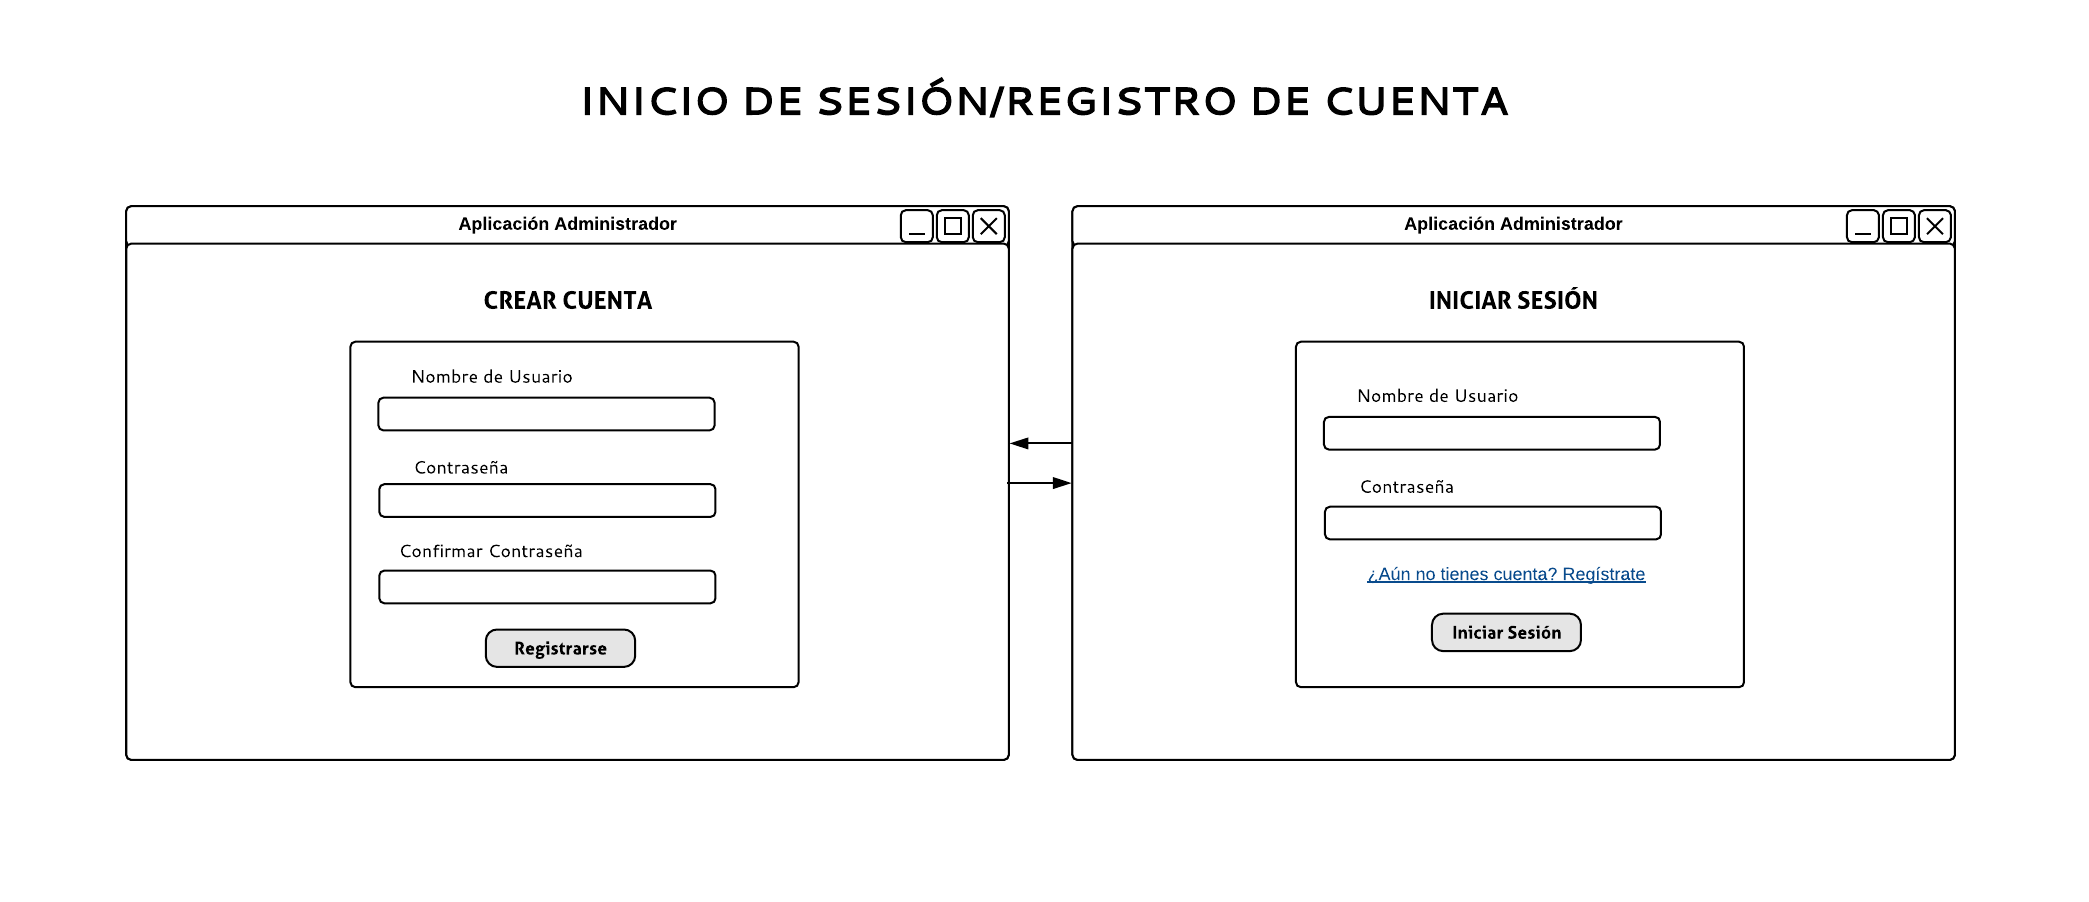 INICIO DE SESIÓN/REGISTRO DE CUENTA
Aplicación Administrador
CREAR CUENTA
Nombre de Usuario
Contraseña
Confirmar Contraseña
Registrarse
Aplicación Administrador
INICIAR SESIÓN
Nombre de Usuario
Contraseña
¿Aún no tienes cuenta? Regístrate
Iniciar Sesión